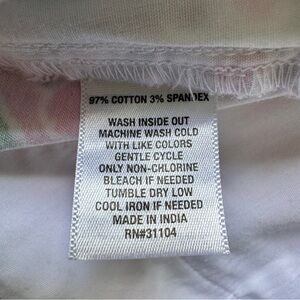 97% COTTON 3% SPANDEX
WASH INSIDE OUT
MACHINE WASH COLD
WITH LIKE COLORS
GENTLE CYCLE
ONLY NON-CHLORINE
BLEACH IF NEEDED
TUMBLE DRY LOW
COOL IRON IF NEEDED
MADE IN INDIA
RN#31104